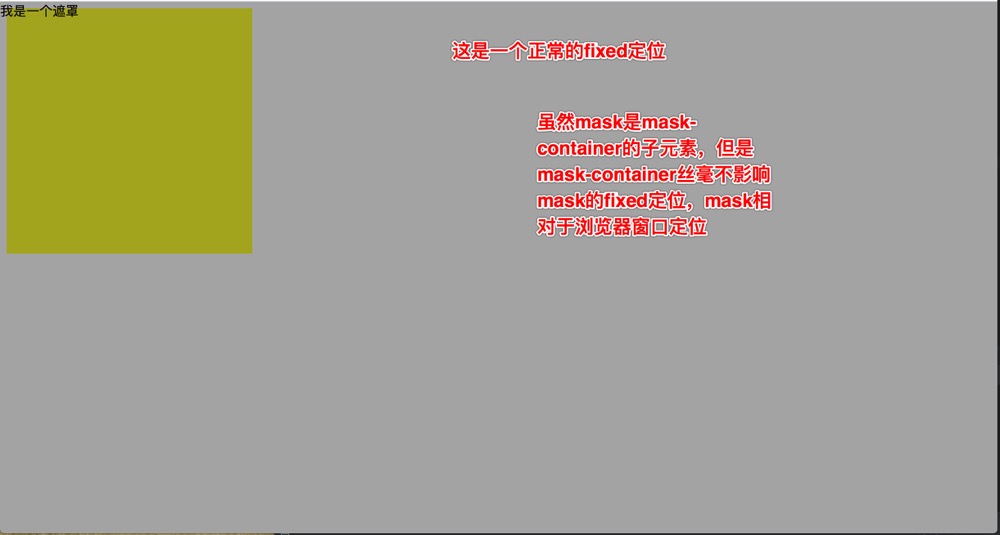 我是一个遮罩
这是一个正常的fixed定位
虽然mask是mask-
container的子元素，但是
mask-container丝毫不影响
mask的fixed定位，mask相
对于浏览器窗口定位